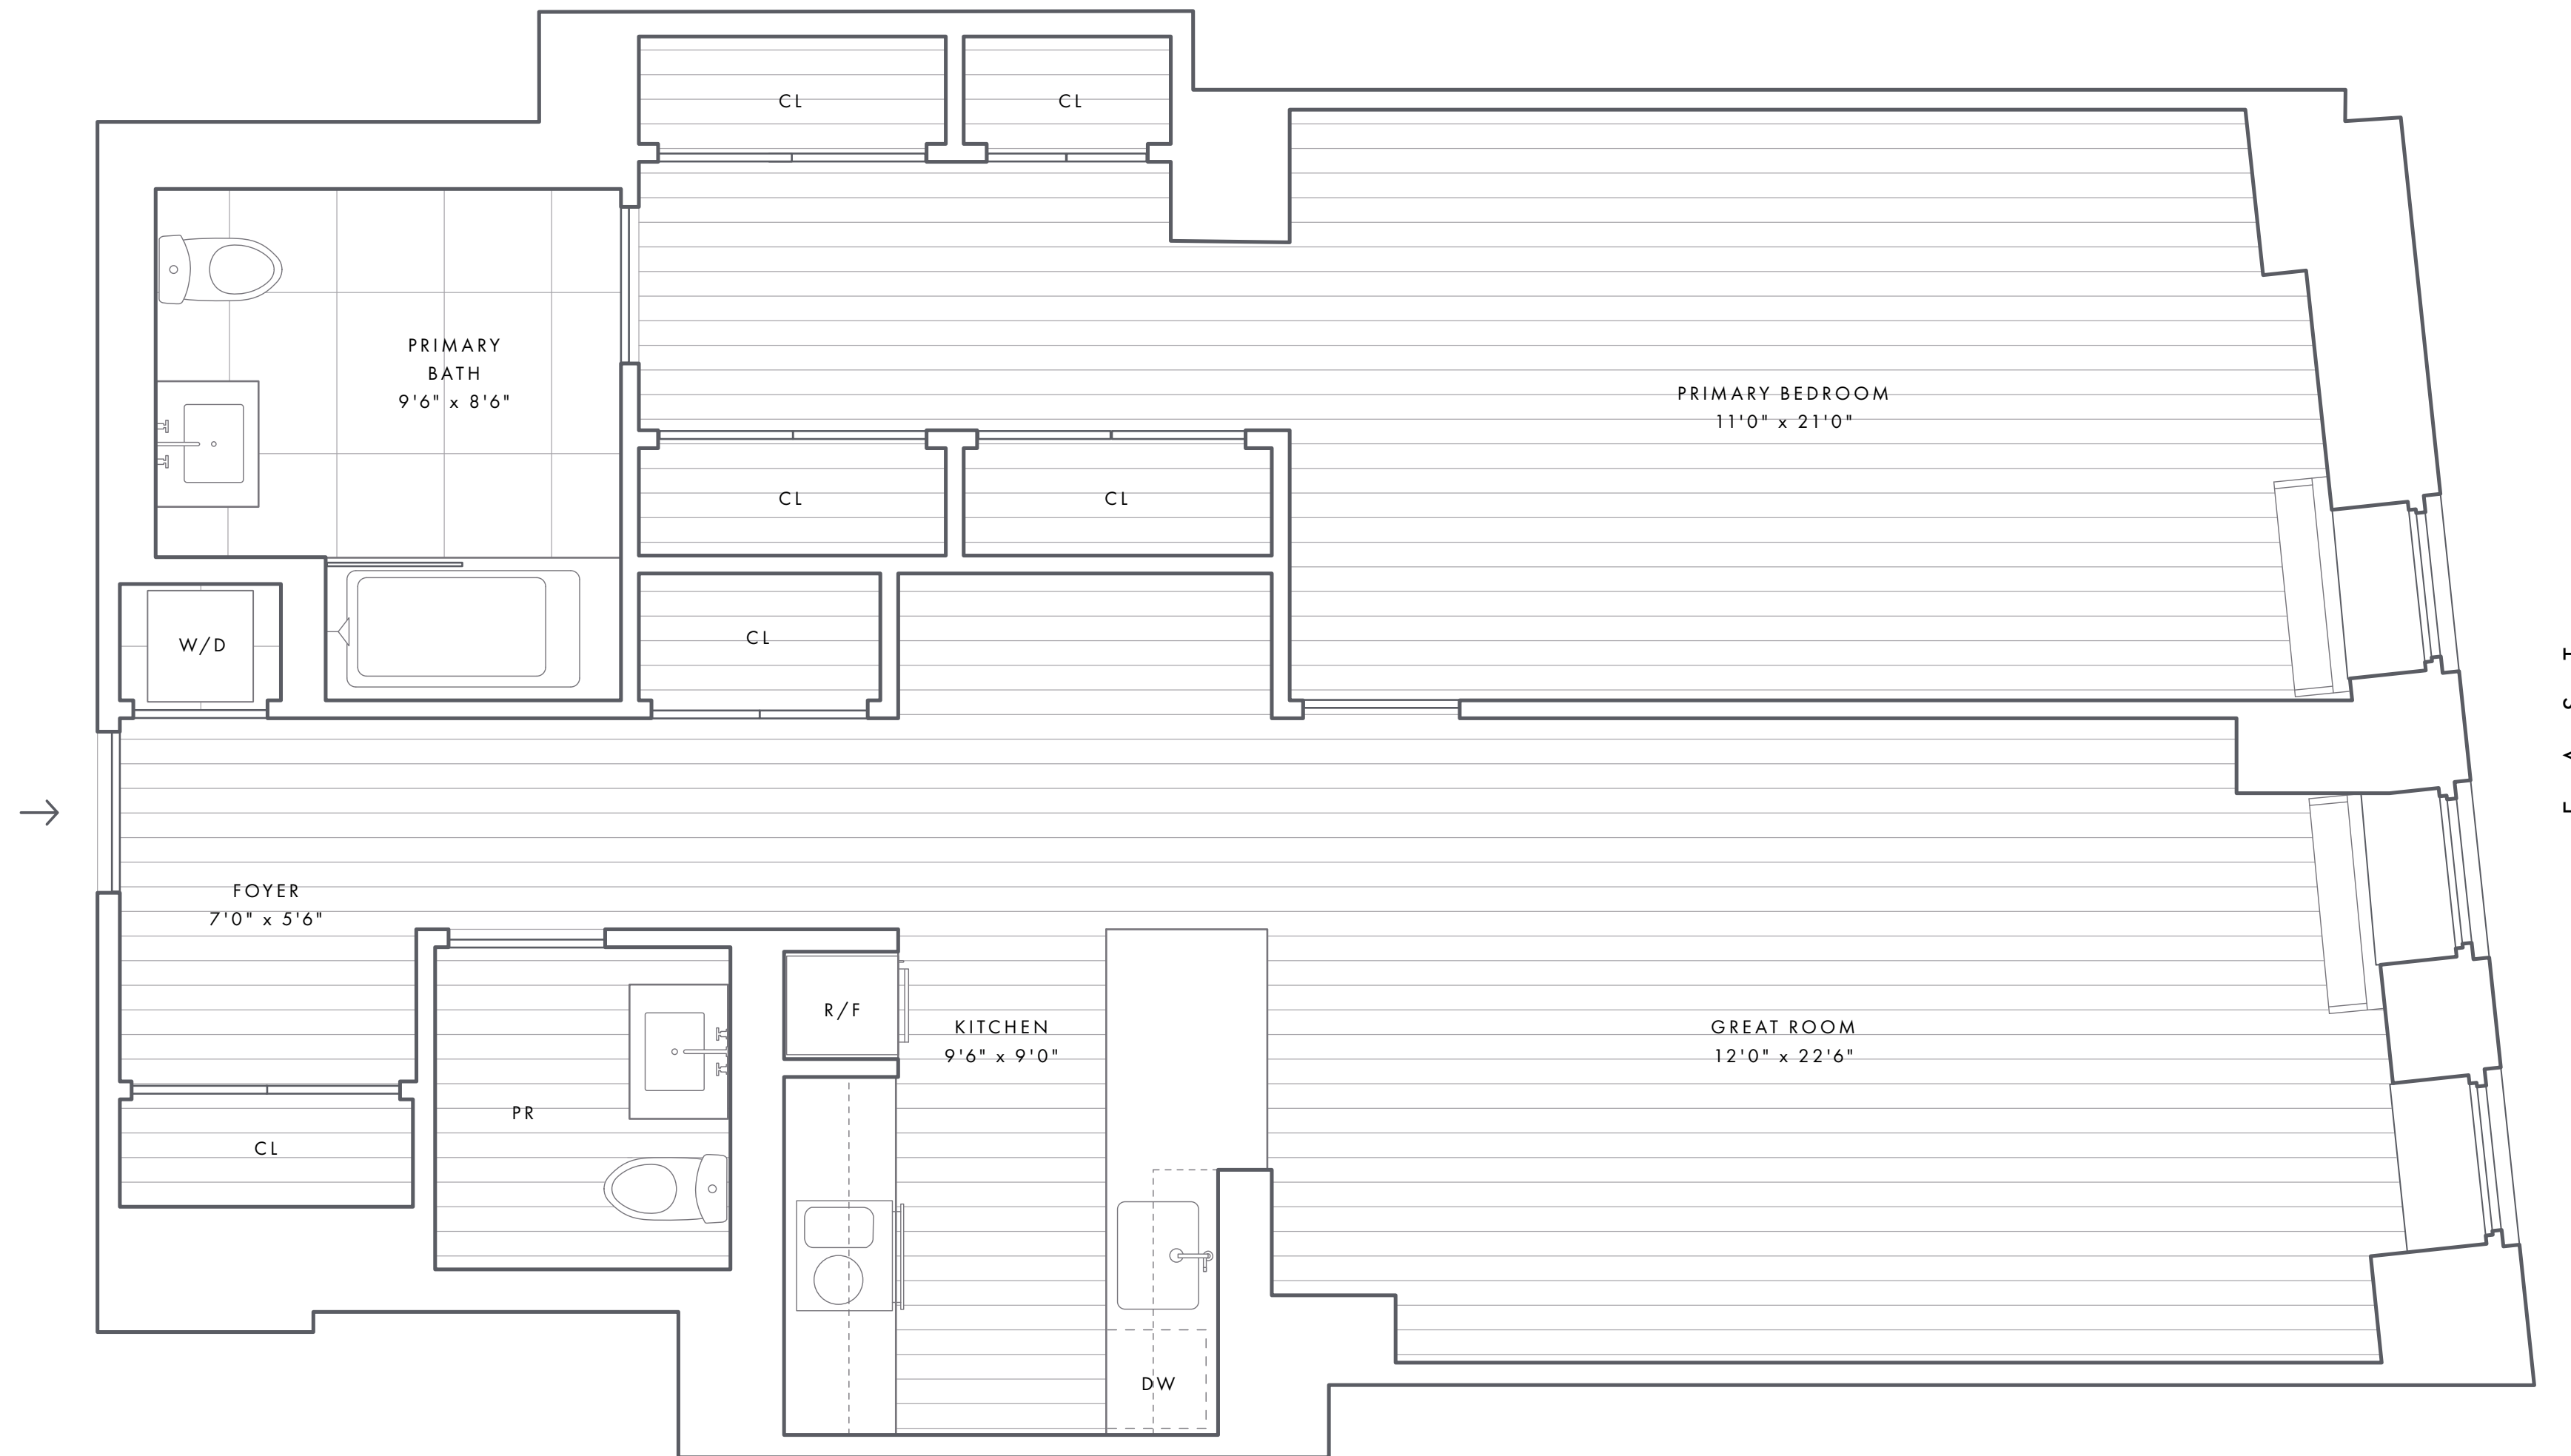 CL
CL
PRIMARY
BATH
9'6" x 8'6"
PRIMARY BEDROOM
11'0" x 21'0"
CL
CL
W/D
CL
FOYER
7'0" x 5'6"
R/F
KITCHEN
9'6" x 9'0"
GREAT ROOM
12'0" x 22'6"
PR
CL
DW